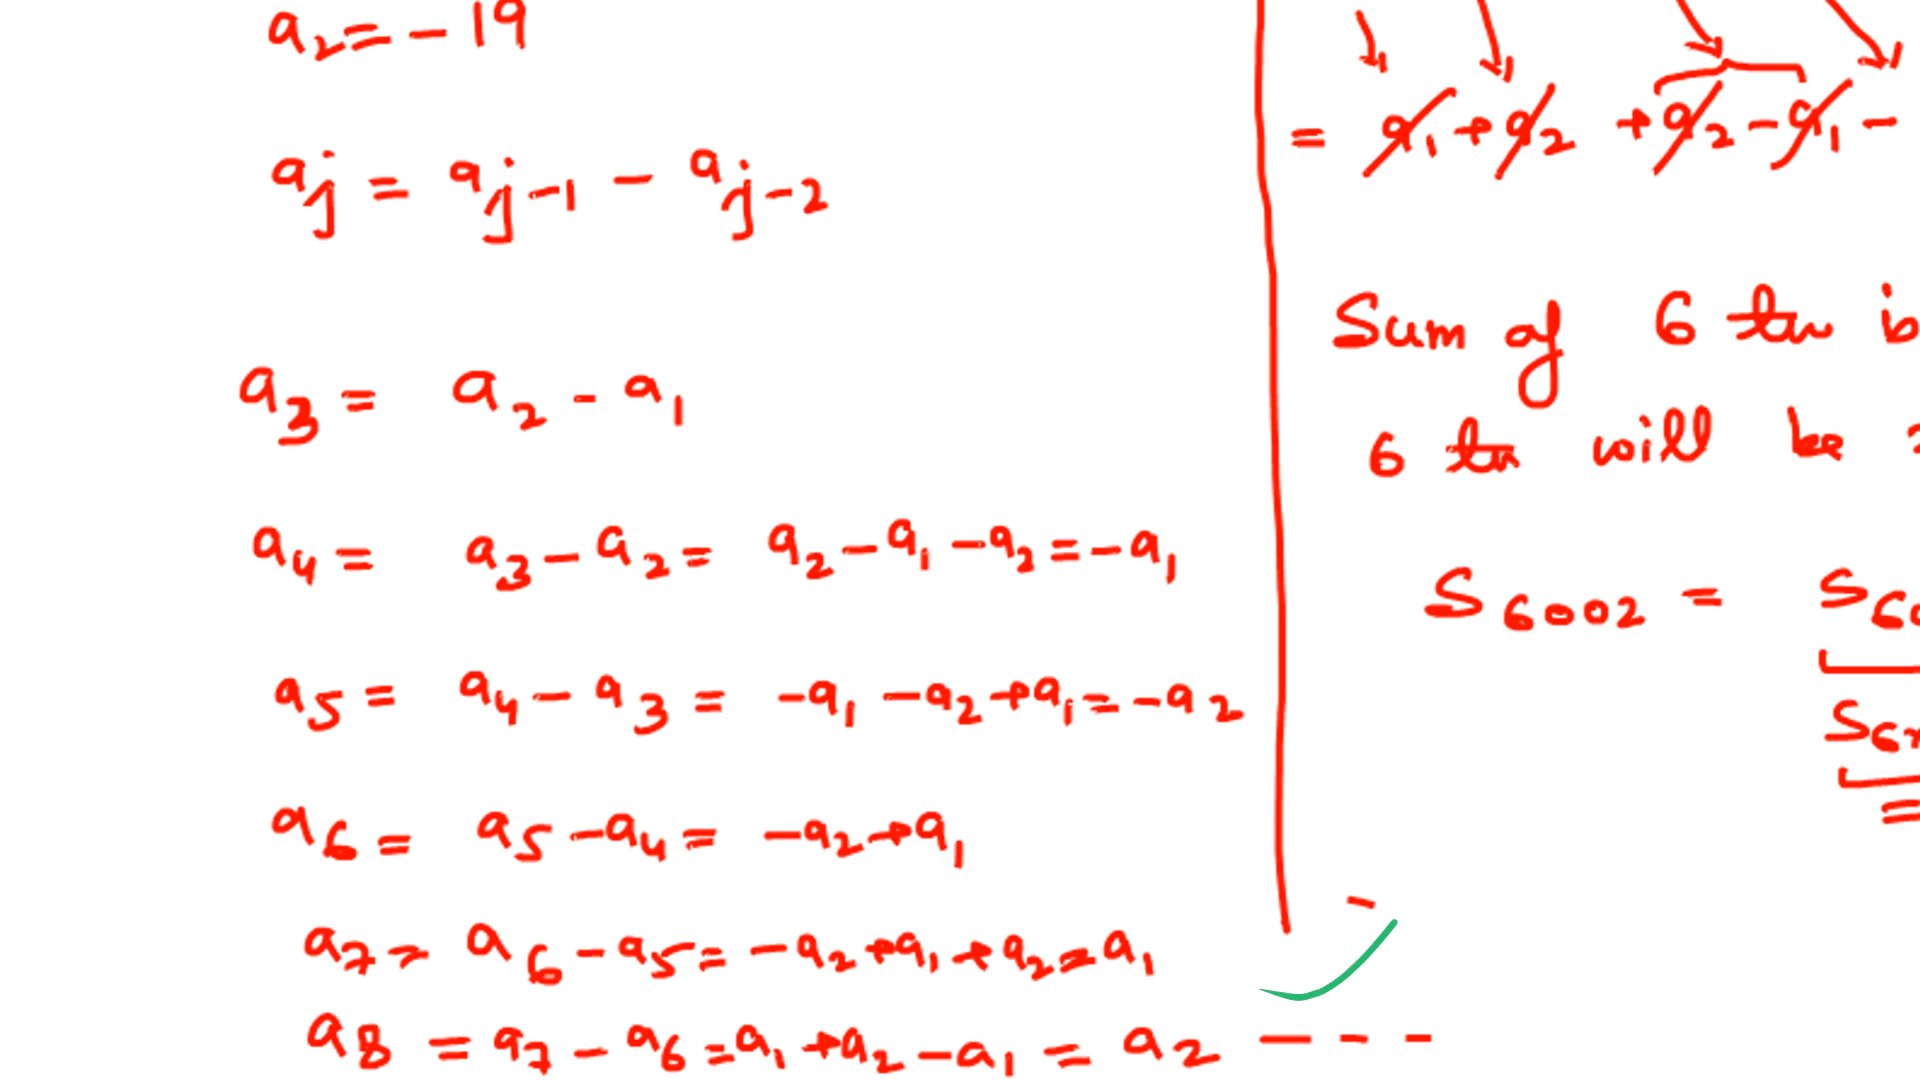 a₂ = - 19
aⱼ = aⱼ₋₁ - aⱼ₋₂
a₃ = a₂ - a₁
a₄ = a₃ - a₂ = a₂ - a₁ - a₂ = - a₁
a₅ = a₄ - a₃ = - a₁ - a₂ + a₁ = - a₂
a₆ = a₅ - a₄ = - a₂ + a₁
a₇ = a₆ - a₅ = - a₂ + a₁ + a₂ = a₁
a₈ = a₇ - a₆ = a₁ + a₂ - a₁ = a₂ - - -
= a₁ + a₂ + a₂ - a₁ -
Sum of 6
6 will be
S₆₀₀₂ =